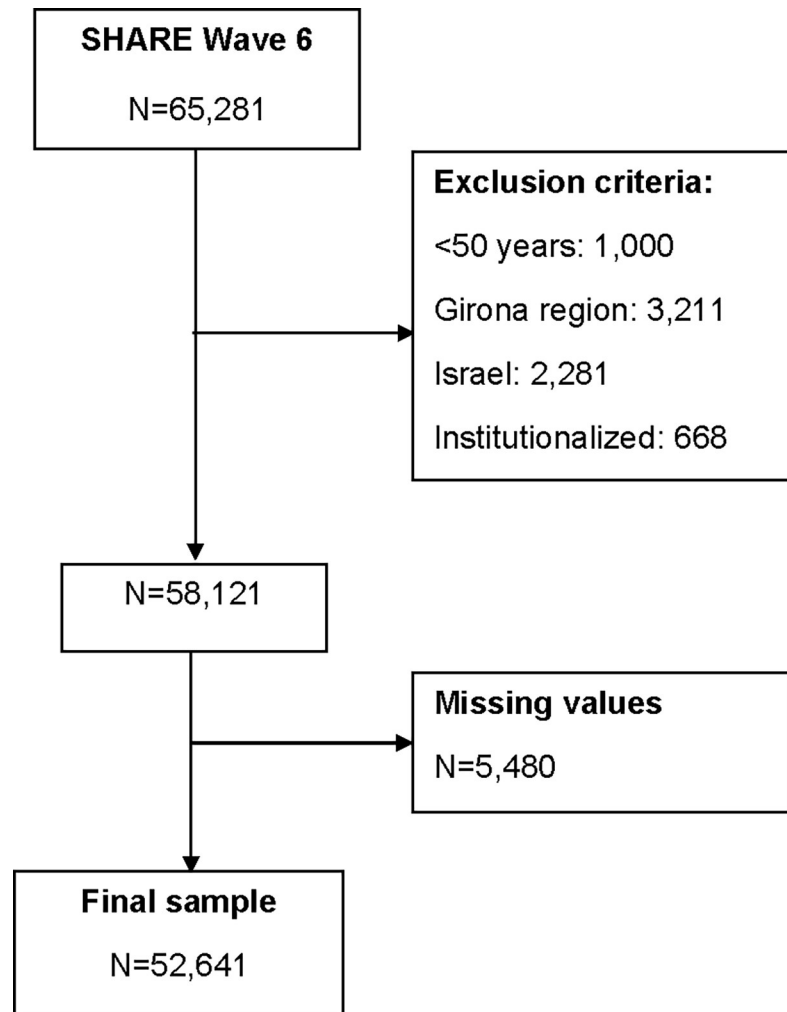 SHARE Wave 6
N=65,281
Exclusion criteria:
<50 years: 1,000
Girona region: 3,211
Israel: 2,281
Institutionalized: 668
N=58,121
Missing values
N=5,480
Final sample
N=52,641